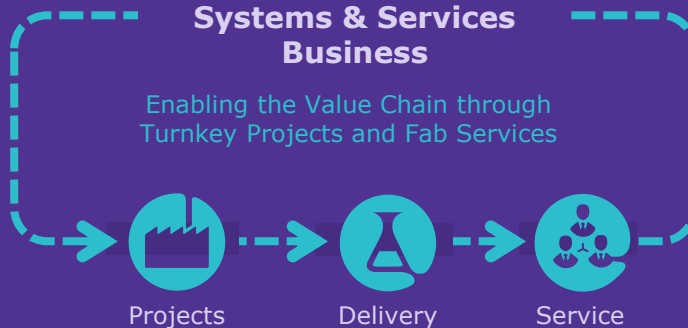 Systems & Services
Business
Enabling the Value Chain through
Turnkey Projects and Fab Services
Projects
Delivery
Service